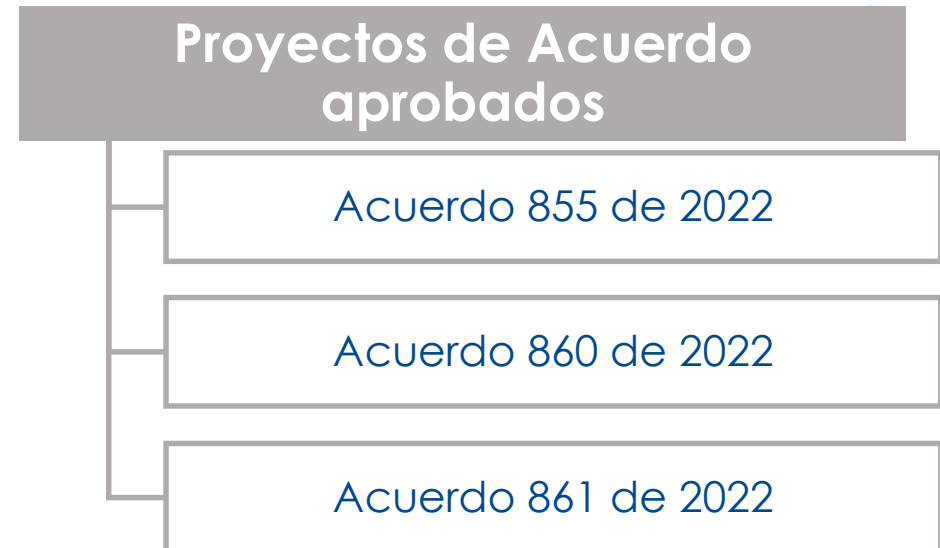 Proyectos de Acuerdo
aprobados
Acuerdo 855 de 2022
Acuerdo 860 de 2022
Acuerdo 861 de 2022